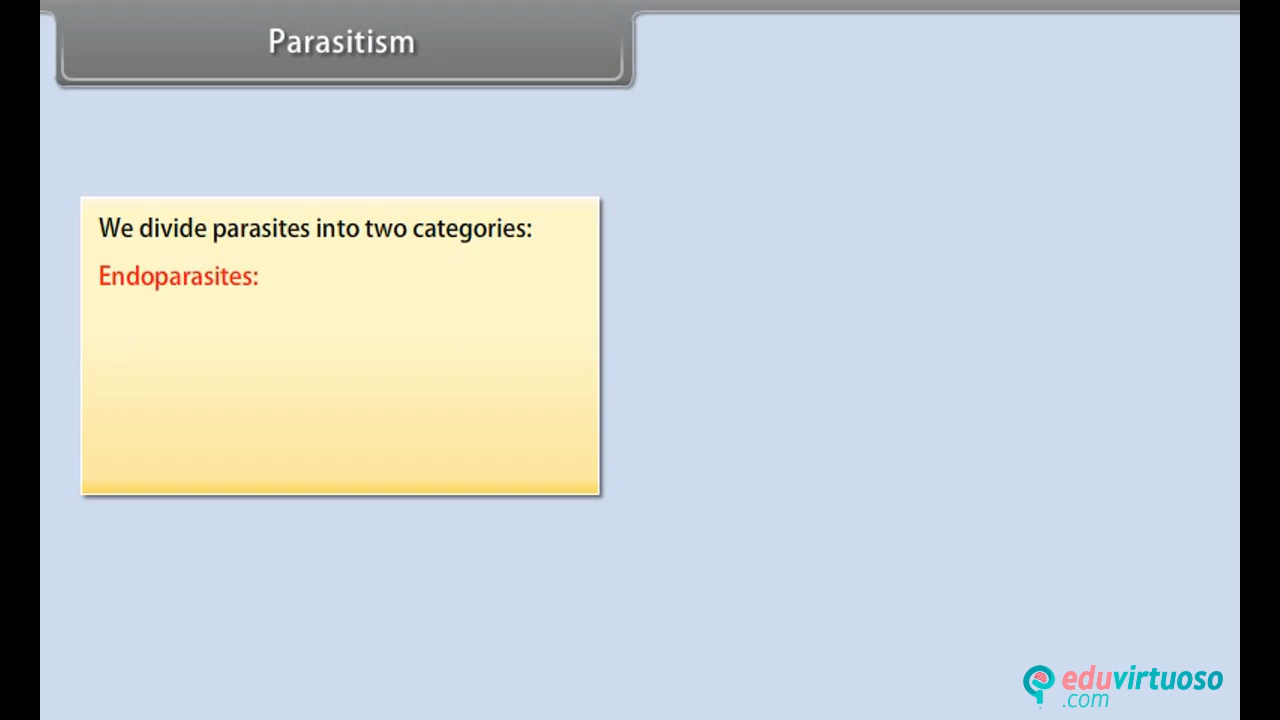 Parasitism
We divide parasites into two categories:
Endoparasites:
eduvirtuoso
.com